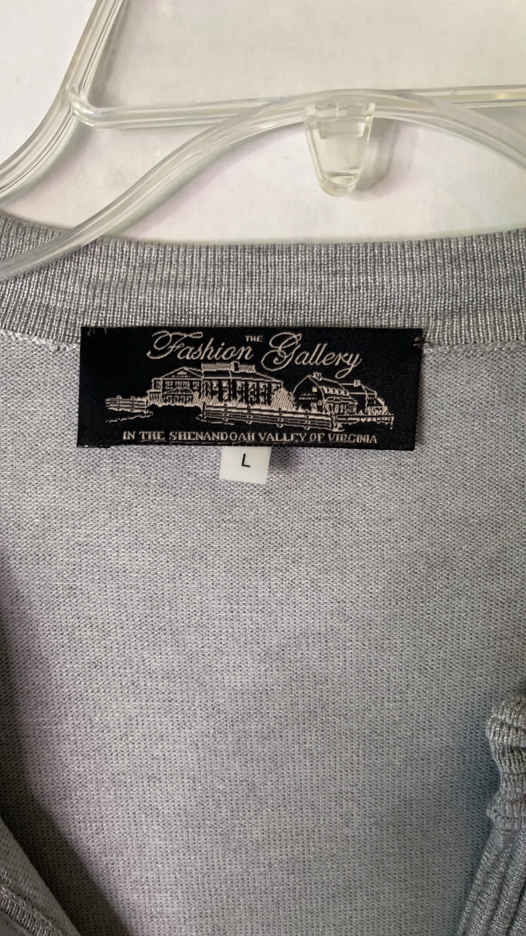 THE
Fashion Gallery
IN THE SHENANDOAH VALLEY OF VIRGINIA
L